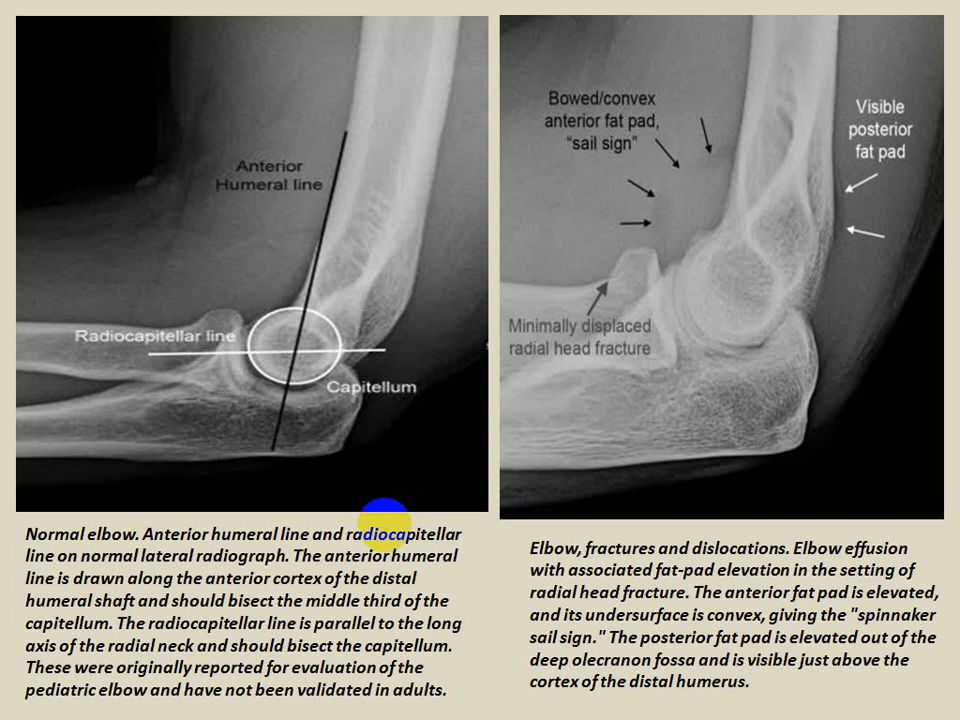 Anterior
Humeral line
Radiocapitellar line
Capitellum
Bowed/convex
anterior fat pad,
“sail sign”
Visible
posterior
fat pad
Minimally displaced
radial head fracture
Normal elbow. Anterior humeral line and radiocapitellar
line on normal lateral radiograph. The anterior humeral
line is drawn along the anterior cortex of the distal
humeral shaft and should bisect the middle third of the
capitellum. The radiocapitellar line is parallel to the long
axis of the radial neck and should bisect the capitellum.
These were originally reported for evaluation of the
pediatric elbow and have not been validated in adults.
Elbow, fractures and dislocations. Elbow effusion
with associated fat-pad elevation in the setting of
radial head fracture. The anterior fat pad is elevated,
and its undersurface is convex, giving the "spinnaker
sail sign." The posterior fat pad is elevated out of the
deep olecranon fossa and is visible just above the
cortex of the distal humerus.